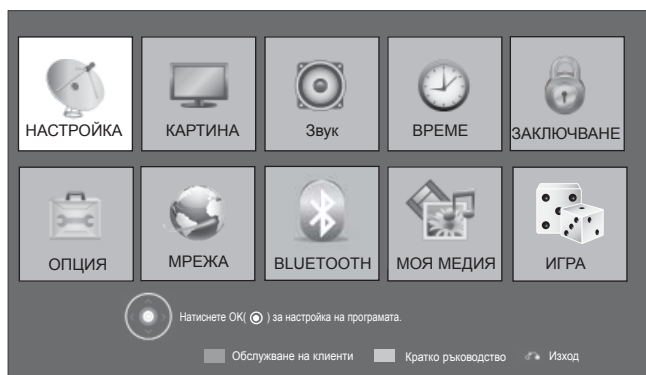 НАСТРОЙКА КАРТИНА Звук ВРЕМЕ ЗАКЛЮЧВАНЕ
ОПЦИЯ МРЕЖА BLUETOOTH МОЯ МЕДИЯ ИГРА
Натиснете ОК( ) за настройка на програмата.
Обслужване на клиенти Кратко ръководство Изход